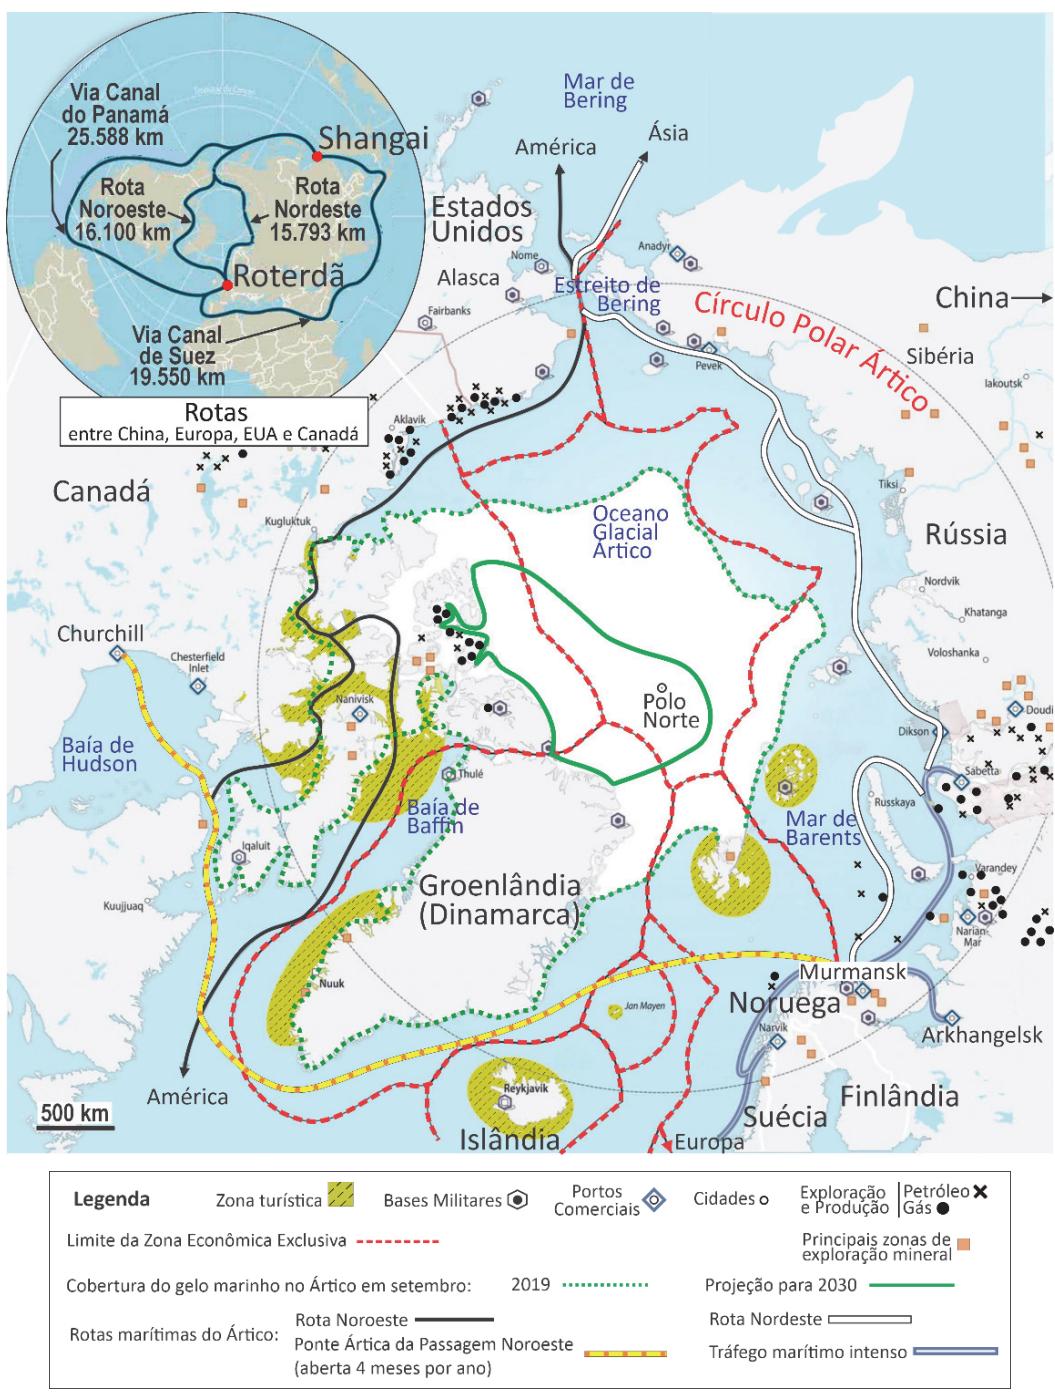 Via Canal
do Panamá
25.588 km
Shangai
Rota
Noroeste
16.100 km
Rota
Nordeste
15.793 km
Roterdã
Via Canal
de Suez
19.550 km
Rotas
entre China, Europa, EUA e Canadá
Mar de
Bering
América
Ásia
Estados
Unidos
Alasca
Nome
Anadyr
Estreito de
Bering
Fairbanks
Círculo Polar Ártico
China
Sibéria
Pevek
Iakoutsk
Aklavik
Canadá
Kugluktuk
Oceano
Glacial
Ártico
Tiksi
Rússia
Nordvik
Khatanga
Voloshanka
Churchill
Chesterfield
Inlet
Nanivisk
Polo
Norte
Doudi
Dikson
Baía de
Hudson
Thulé
Sabetta
Russkaya
Baía de
Baffin
Mar de
Barents
Iqaluit
Varandey
Groenlândia
(Dinamarca)
Kuujjuaq
Narian-
Mar
Nuuk
Murmansk
Jan Mayen
Noruega
Narvik
Arkhangelsk
América
Reykjavik
Finlândia
500 km
Suécia
Islândia
Europa
Legenda
Zona turística
Bases Militares
Portos
Comerciais
Cidades
Exploração
e Produção
Petróleo
Gás
Limite da Zona Econômica Exclusiva
Principais zonas de
exploração mineral
Cobertura do gelo marinho no Ártico em setembro:
2019
Projeção para 2030
Rotas marítimas do Ártico:
Rota Noroeste
Rota Nordeste
Ponte Ártica da Passagem Noroeste
(aberta 4 meses por ano)
Tráfego marítimo intenso